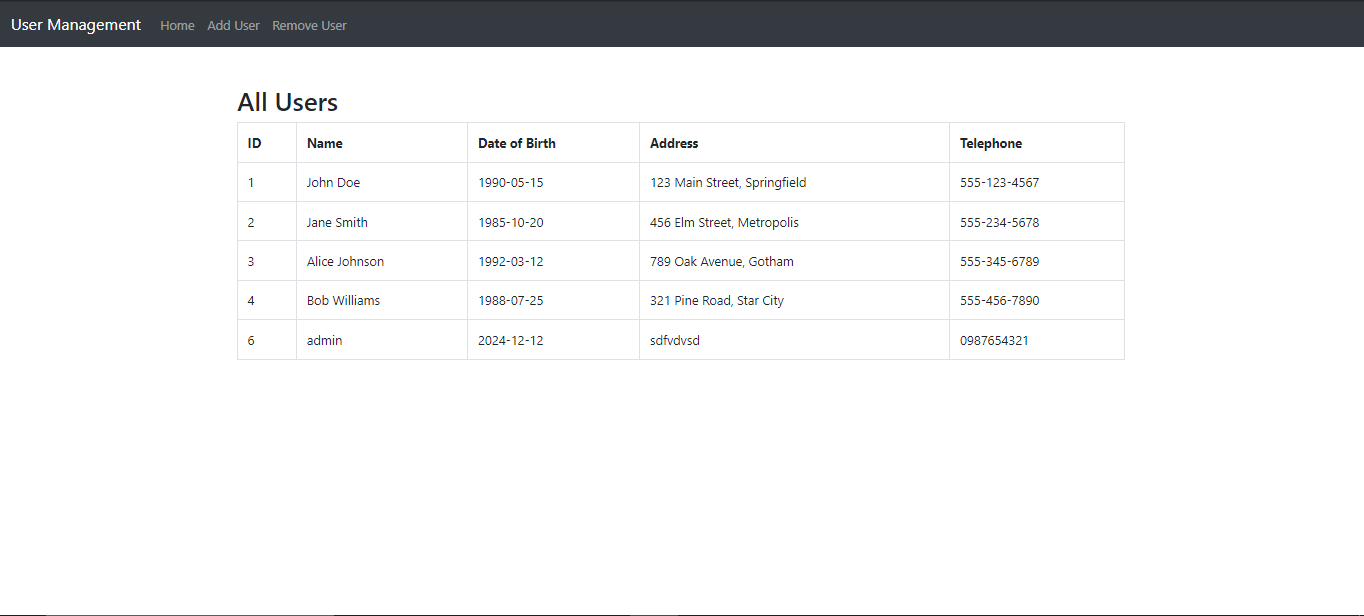 User Management Home Add User Remove User
All Users
ID Name Date of Birth Address Telephone
1 John Doe 1990-05-15 123 Main Street, Springfield 555-123-4567
2 Jane Smith 1985-10-20 456 Elm Street, Metropolis 555-234-5678
3 Alice Johnson 1992-03-12 789 Oak Avenue, Gotham 555-345-6789
4 Bob Williams 1988-07-25 321 Pine Road, Star City 555-456-7890
6 admin 2024-12-12 sdfvdvsd 0987654321